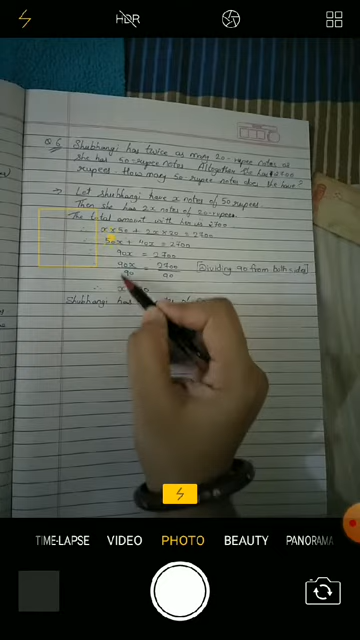 HDR
Q.6 Shubhangi has twice as many 20-rupee notes as
she has 50-rupee notes. Altogether she has 2700
rupees. How many 50 rupee notes does she have?
→ Let Shubhangi have x notes of 50 rupees
Then she has 2x notes of 20-rupees.
The total amount with her is 2700
x × 50 + 2x × 20 = 2700
50x + 40x = 2700
90x = 2700
90x/90 = 2700/90 [Dividing 90 from both sides]
∴ x
Shubhangi has
TIME-LAPSE VIDEO PHOTO BEAUTY PANORAMA